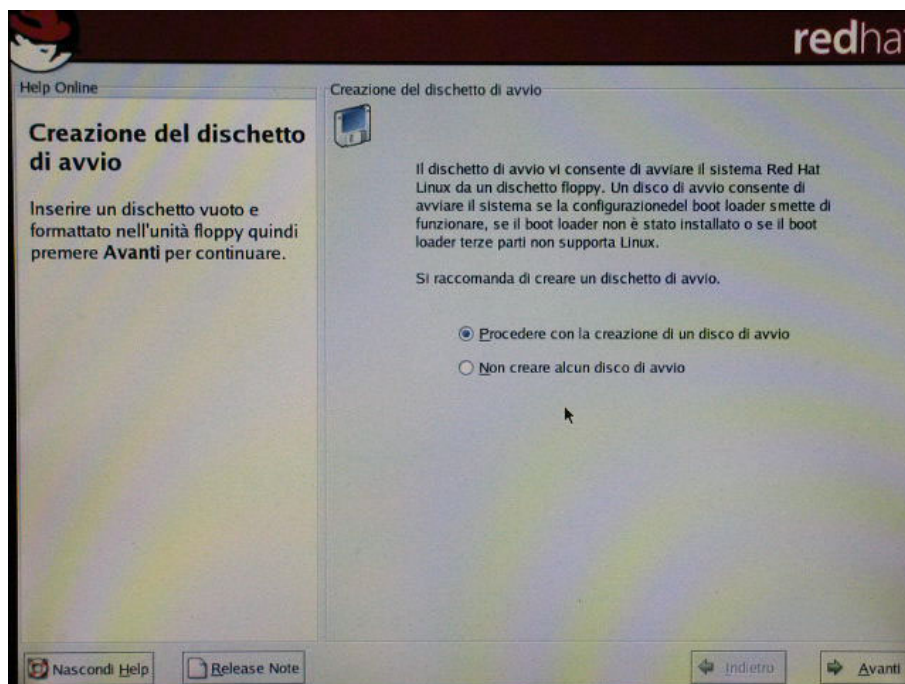 redha
Help Online
Creazione del dischetto
di avvio
Inserire un dischetto vuoto e
formattato nell'unità floppy quindi
premere Avanti per continuare.
Creazione del dischetto di avvio
Il dischetto di avvio vi consente di avviare il sistema Red Hat
Linux da un dischetto floppy. Un disco di avvio consente di
avviare il sistema se la configurazionedel boot loader smette di
funzionare, se il boot loader non è stato installato o se il boot
loader terze parti non supporta Linux.
Si raccomanda di creare un dischetto di avvio.
Procedere con la creazione di un disco di avvio
Non creare alcun disco di avvio
Nascondi Help
Release Note
Indietro
Avanti